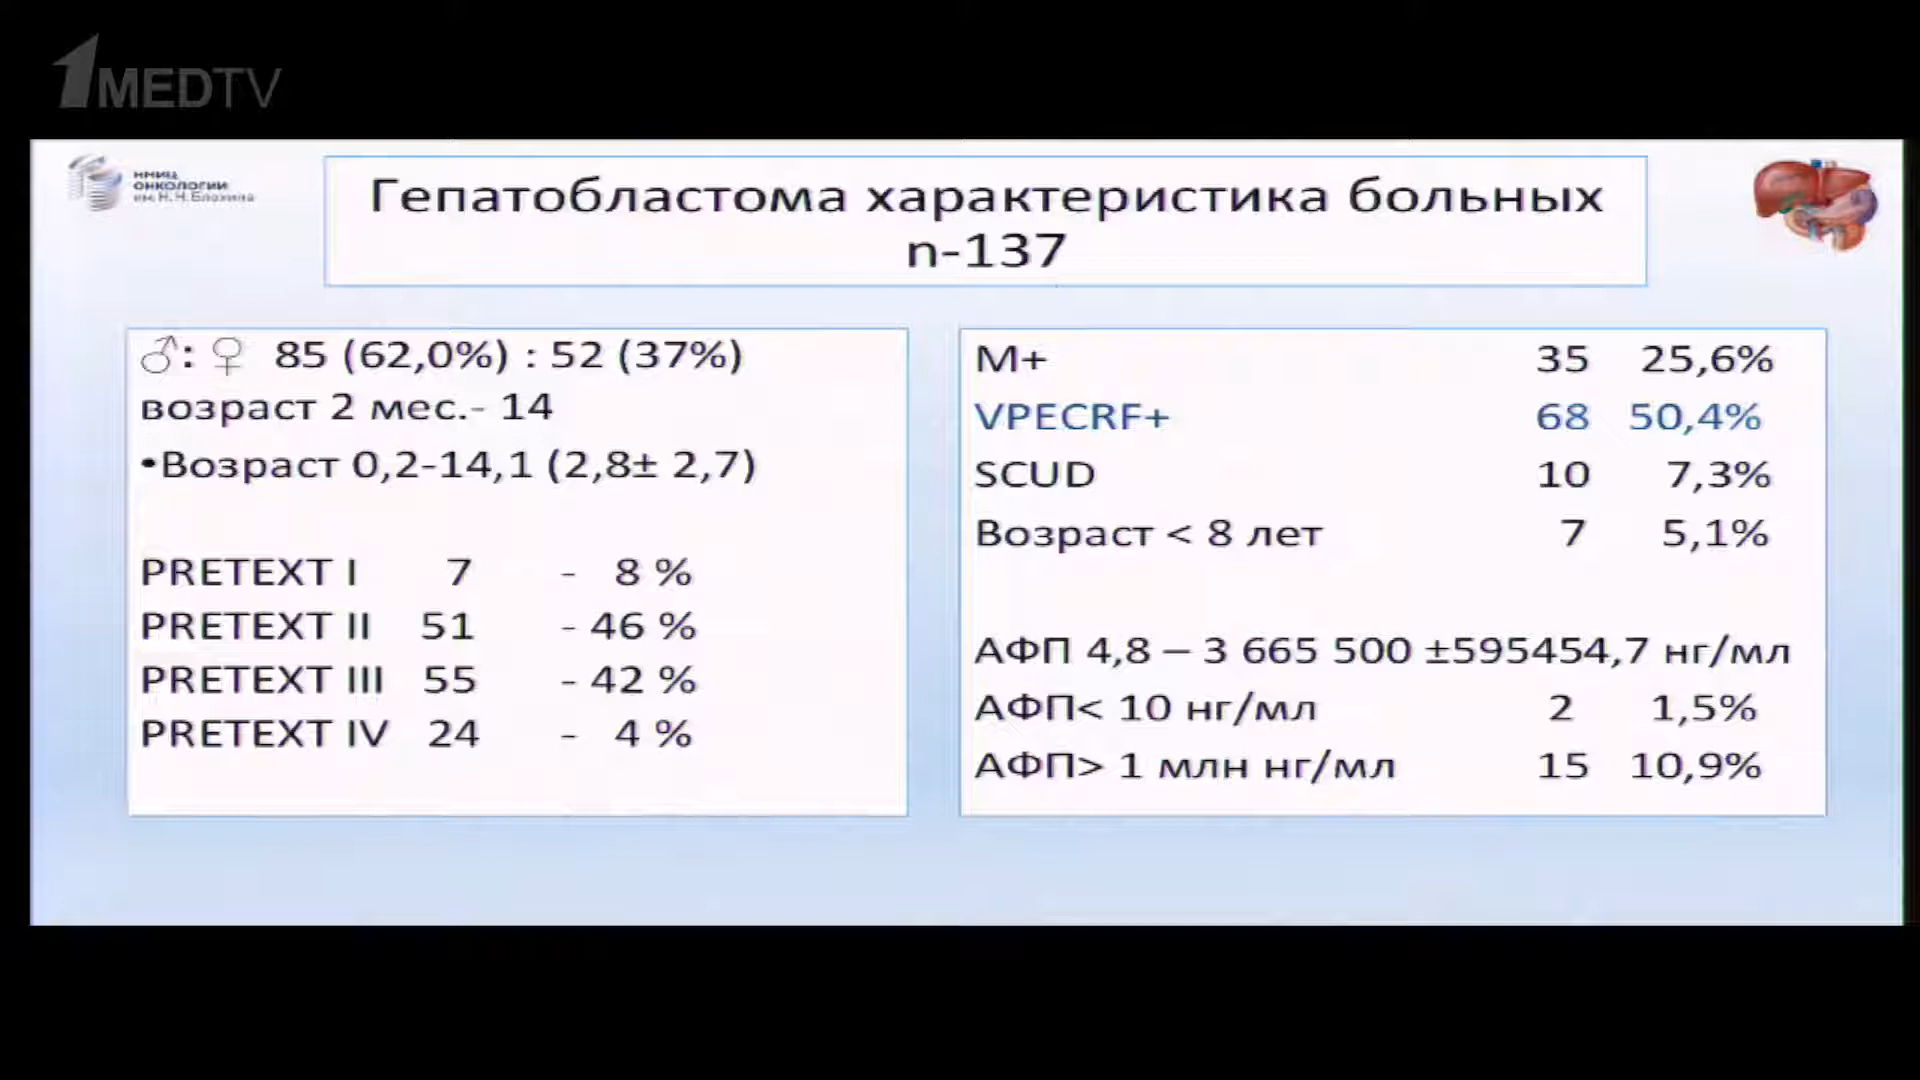 1MEDTV
НМИЦ
ОНКОЛОГИИ
им. Н.Н. Блохина
Гепатобластома характеристика больных
n-137
♂: ♀ 85 (62,0%) : 52 (37%)
возраст 2 мес.- 14
•Возраст 0,2-14,1 (2,8± 2,7)
PRETEXT I 7 - 8 %
PRETEXT II 51 - 46 %
PRETEXT III 55 - 42 %
PRETEXT IV 24 - 4 %
M+ 35 25,6%
VPECRF+ 68 50,4%
SCUD 10 7,3%
Возраст < 8 лет 7 5,1%
АФП 4,8 – 3 665 500 ±595454,7 нг/мл
АФП< 10 нг/мл 2 1,5%
АФП> 1 млн нг/мл 15 10,9%